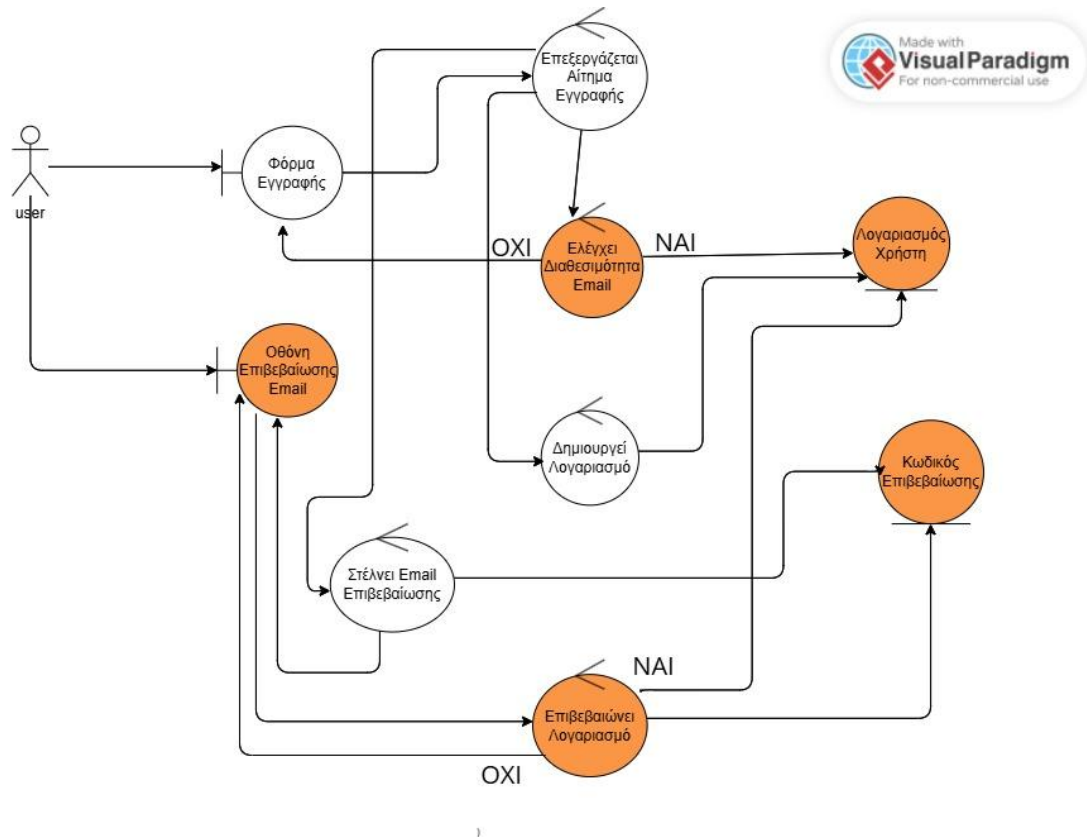 Επεξεργάζεται
Αίτημα
Εγγραφής
Made with
Visual Paradigm
For non-commercial use
user
Φόρμα
Εγγραφής
ΟΧΙ
Ελέγχει
Διαθεσιμότητα
Email
ΝΑΙ
Λογαριασμός
Χρήστη
Οθόνη
Επιβεβαίωσης
Email
Δημιουργεί
Λογαριασμό
Κωδικός
Επιβεβαίωσης
Στέλνει Email
Επιβεβαίωσης
ΝΑΙ
Επιβεβαιώνει
Λογαριασμό
ΟΧΙ
)